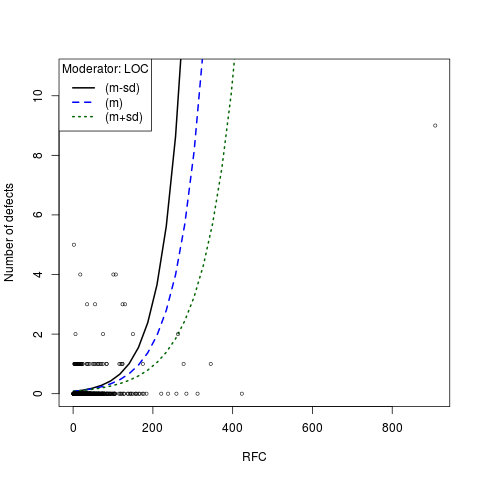 Moderator: LOC
(m-sd)
(m)
(m+sd)
Number of defects
10
8
6
4
2
0
0 200 400 600 800
RFC